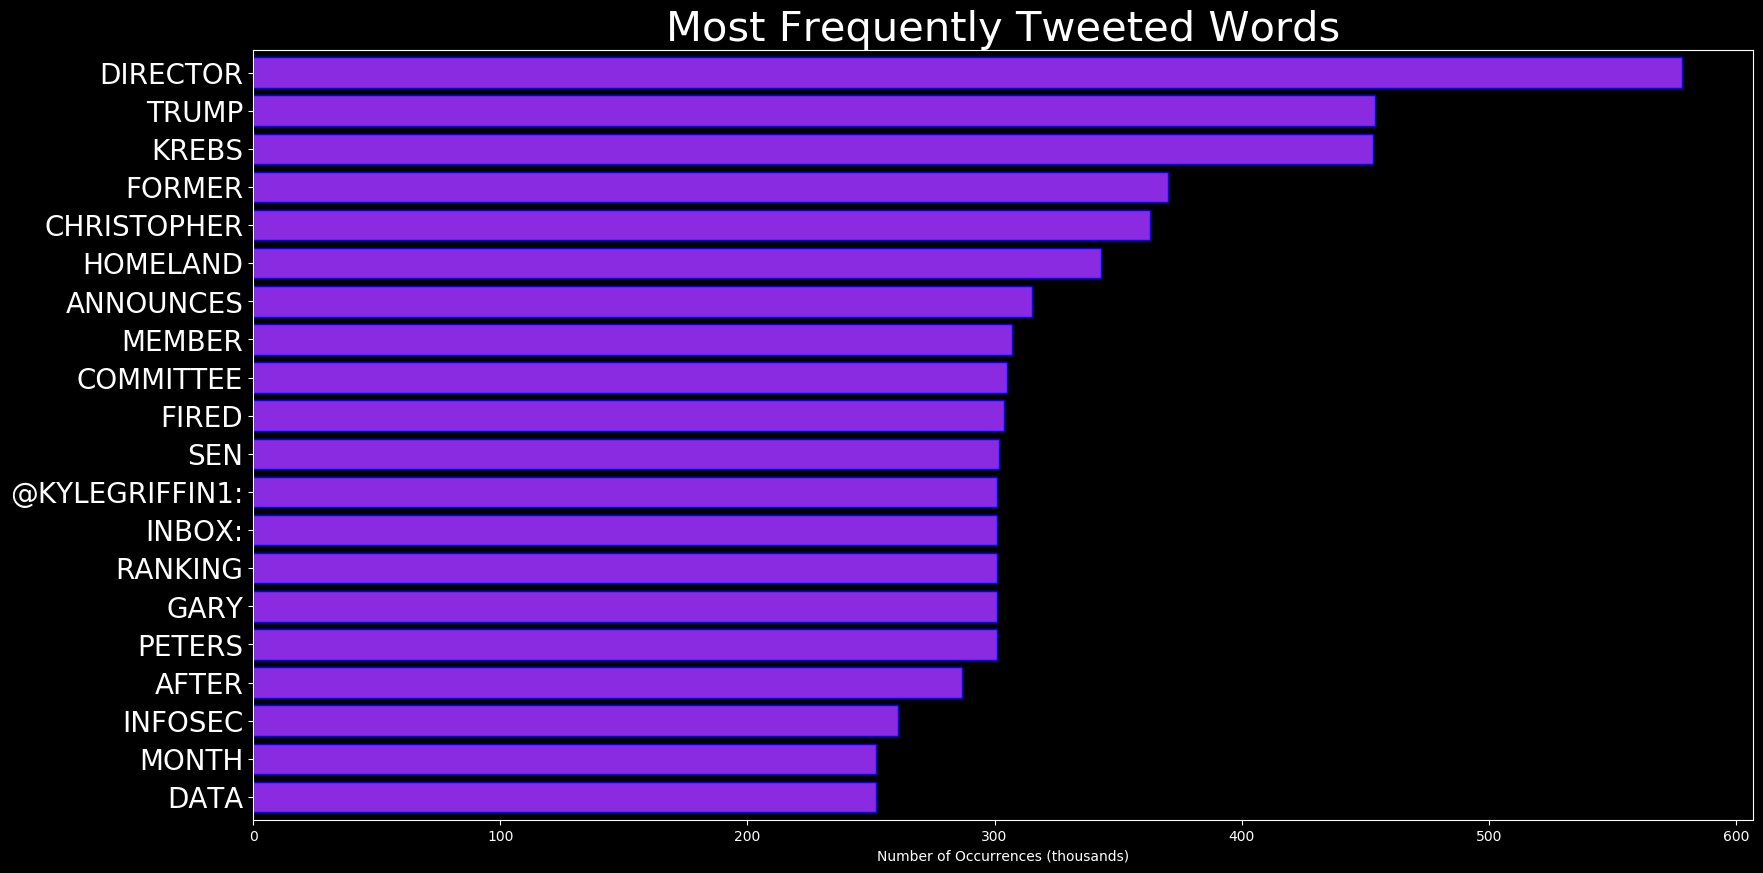 Most Frequently Tweeted Words
DIRECTOR
TRUMP
KREBS
FORMER
CHRISTOPHER
HOMELAND
ANNOUNCES
MEMBER
COMMITTEE
FIRED
SEN
@KYLEGRIFFIN1:
INBOX:
RANKING
GARY
PETERS
AFTER
INFOSEC
MONTH
DATA
0 100 200 300 400 500 600
Number of Occurrences (thousands)